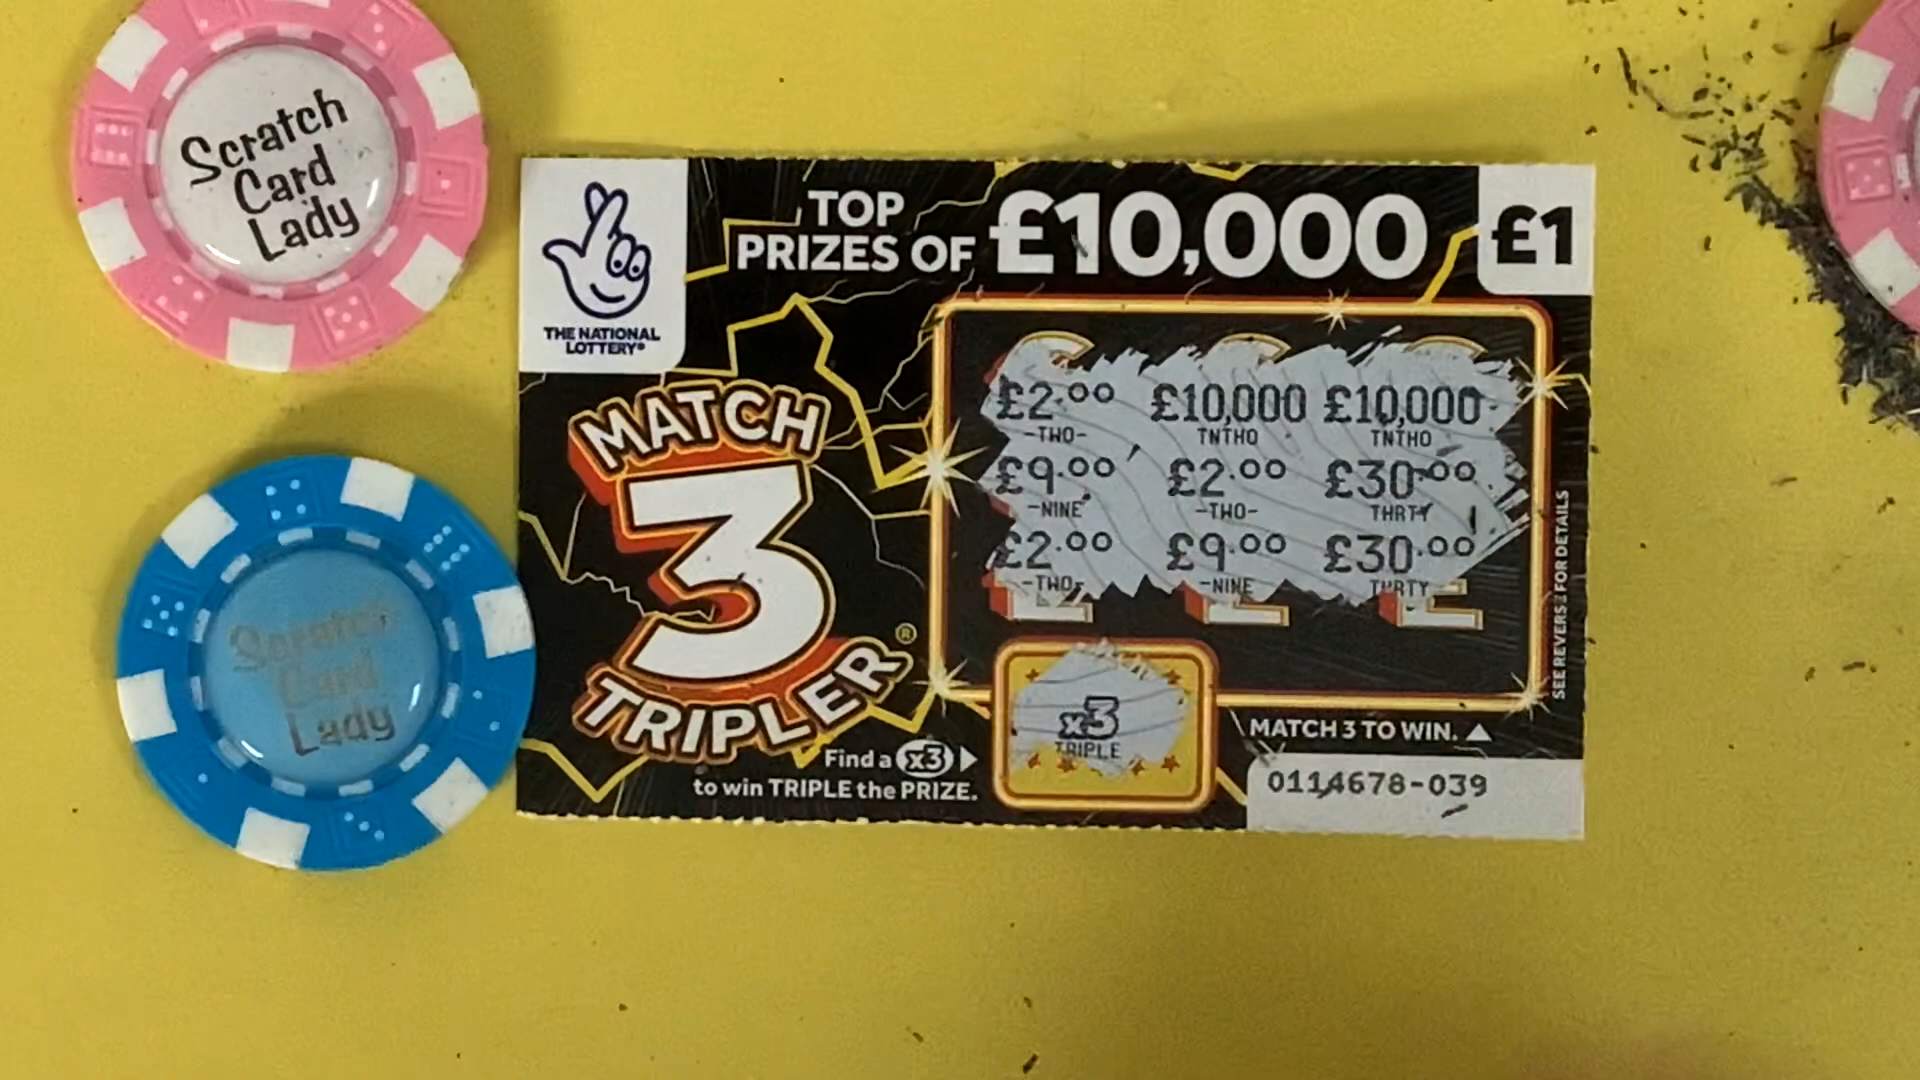 Scratch
Card
Lady
Scratch
Card
Lady
THE NATIONAL
LOTTERY®
TOP
PRIZES OF £10,000
£1
MATCH
3
TRIPLER®
£2.00 £10,000 £10,000
-TWO- TNTHO TNTHO
£9.00 £2.00 £30.00
-NINE -TWO- THRTY
£2.00 £9.00 £30.00
-TWO- -NINE THRTY
x3
TRIPLE
Find a x3
to win TRIPLE the PRIZE.
MATCH 3 TO WIN.
0114678-039
SEE REVERSE FOR DETAILS